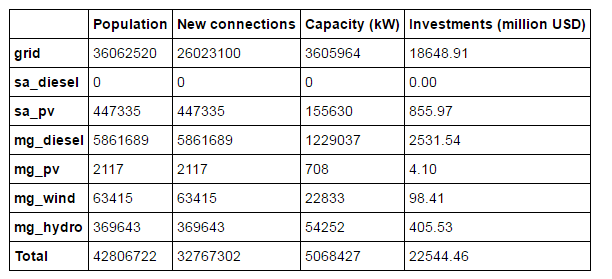 Population New connections Capacity (kW) Investments (million USD)
grid 36062520 26023100 3605964 18648.91
sa_diesel 0 0 0 0.00
sa_pv 447335 447335 155630 855.97
mg_diesel 5861689 5861689 1229037 2531.54
mg_pv 2117 2117 708 4.10
mg_wind 63415 63415 22833 98.41
mg_hydro 369643 369643 54252 405.53
Total 42806722 32767302 5068427 22544.46